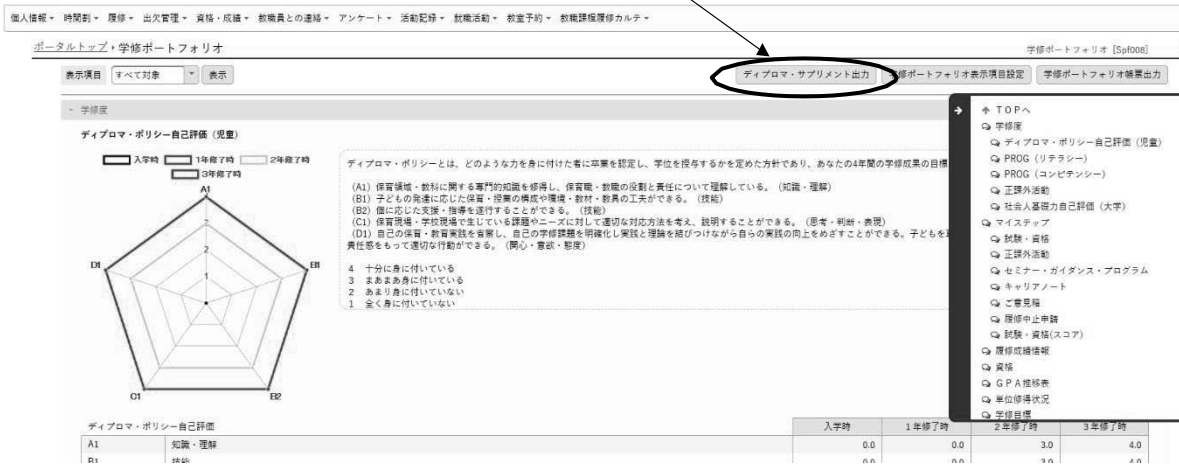 個人情報▾ 時間割▾ 履修▾ 出欠管理▾ 資格・成績▾ 教職員との連絡▾ アンケート▾ 活動記録▾ 就職活動▾ 教室予約▾ 教職課程履修カルテ▾
ポータルトップ▸学修ポートフォリオ
学修ポートフォリオ [Spf008]
表示項目 すべて対象 表示
ディプロマ・サプリメント出力 学修ポートフォリオ表示項目設定 学修ポートフォリオ帳票出力
- 学修度
ディプロマ・ポリシー自己評価（児童）
入学時 1年修了時 2年修了時
3年修了時
A1
B1
B2
C1
D1
2
1
ディプロマ・ポリシーとは、どのような力を身に付けた者に卒業を認定し、学位を授与するかを定めた方針であり、あなたの4年間の学修成果の目標
（A1）保育領域・教科に関する専門的知識を修得し、保育職・教職の役割と責任について理解している。（知識・理解）
（B1）子どもの発達に応じた保育・授業の構成や環境・教材・教具の工夫ができる。（技能）
（B2）個に応じた支援・指導を遂行することができる。（技能）
（C1）保育現場・学校現場で生じている課題やニーズに対して適切な対応方法を考え、説明することができる。（思考・判断・表現）
（D1）自己の保育・教育実践を省察し、自己の学修課題を明確化し実践と理論を結びつけながら自らの実践の向上をめざすことができる。子どもを
責任感をもって適切な行動ができる。（関心・意欲・態度）
4 十分に身に付いている
3 まあまあ身に付いている
2 あまり身に付いていない
1 全く身に付いていない
TOPへ
学修度
ディプロマ・ポリシー自己評価（児童）
PROG（リテラシー）
PROG（コンピテンシー）
正課外活動
社会人基礎力自己評価（大学）
マイステップ
試験・資格
正課外活動
セミナー・ガイダンス・プログラム
キャリアノート
ご意見箱
履修中止申請
試験・資格(スコア)
履修成績情報
資格
ＧＰＡ推移表
単位修得状況
学修目標
ディプロマ・ポリシー自己評価 入学時 1年修了時 2年修了時 3年修了時
A1 知識・理解 0.0 0.0 3.0 4.0
B1 技能 0.0 0.0 3.0 4.0